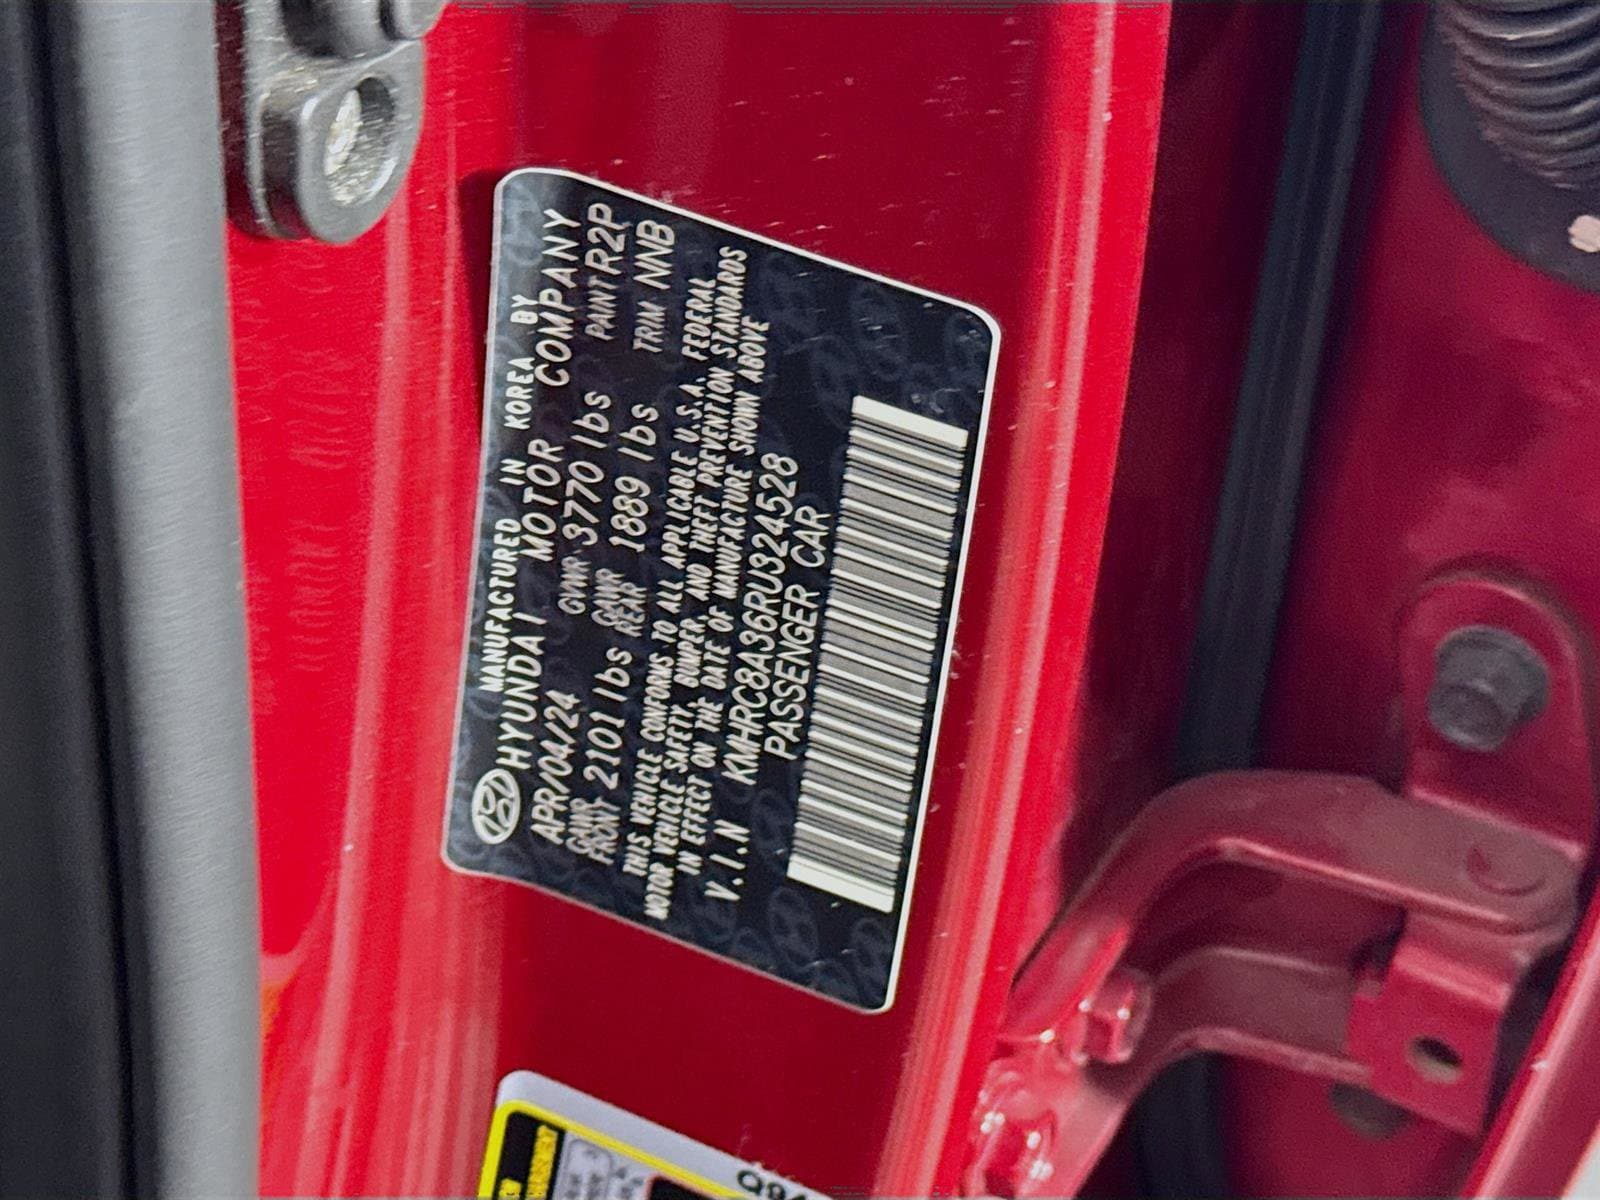 MANUFACTURED IN KOREA BY
HYUNDAI MOTOR COMPANY
APR/04/24 GVWR 3770 lbs PAINT R2P
GAWR FRONT 2101 lbs GAWR REAR 1889 lbs TRIM NNB
THIS VEHICLE CONFORMS TO ALL APPLICABLE U.S.A. FEDERAL
MOTOR VEHICLE SAFETY, BUMPER, AND THEFT PREVENTION STANDARDS
IN EFFECT ON THE DATE OF MANUFACTURE SHOWN ABOVE
V.I.N KMHRC8A36RU324528
PASSENGER CAR